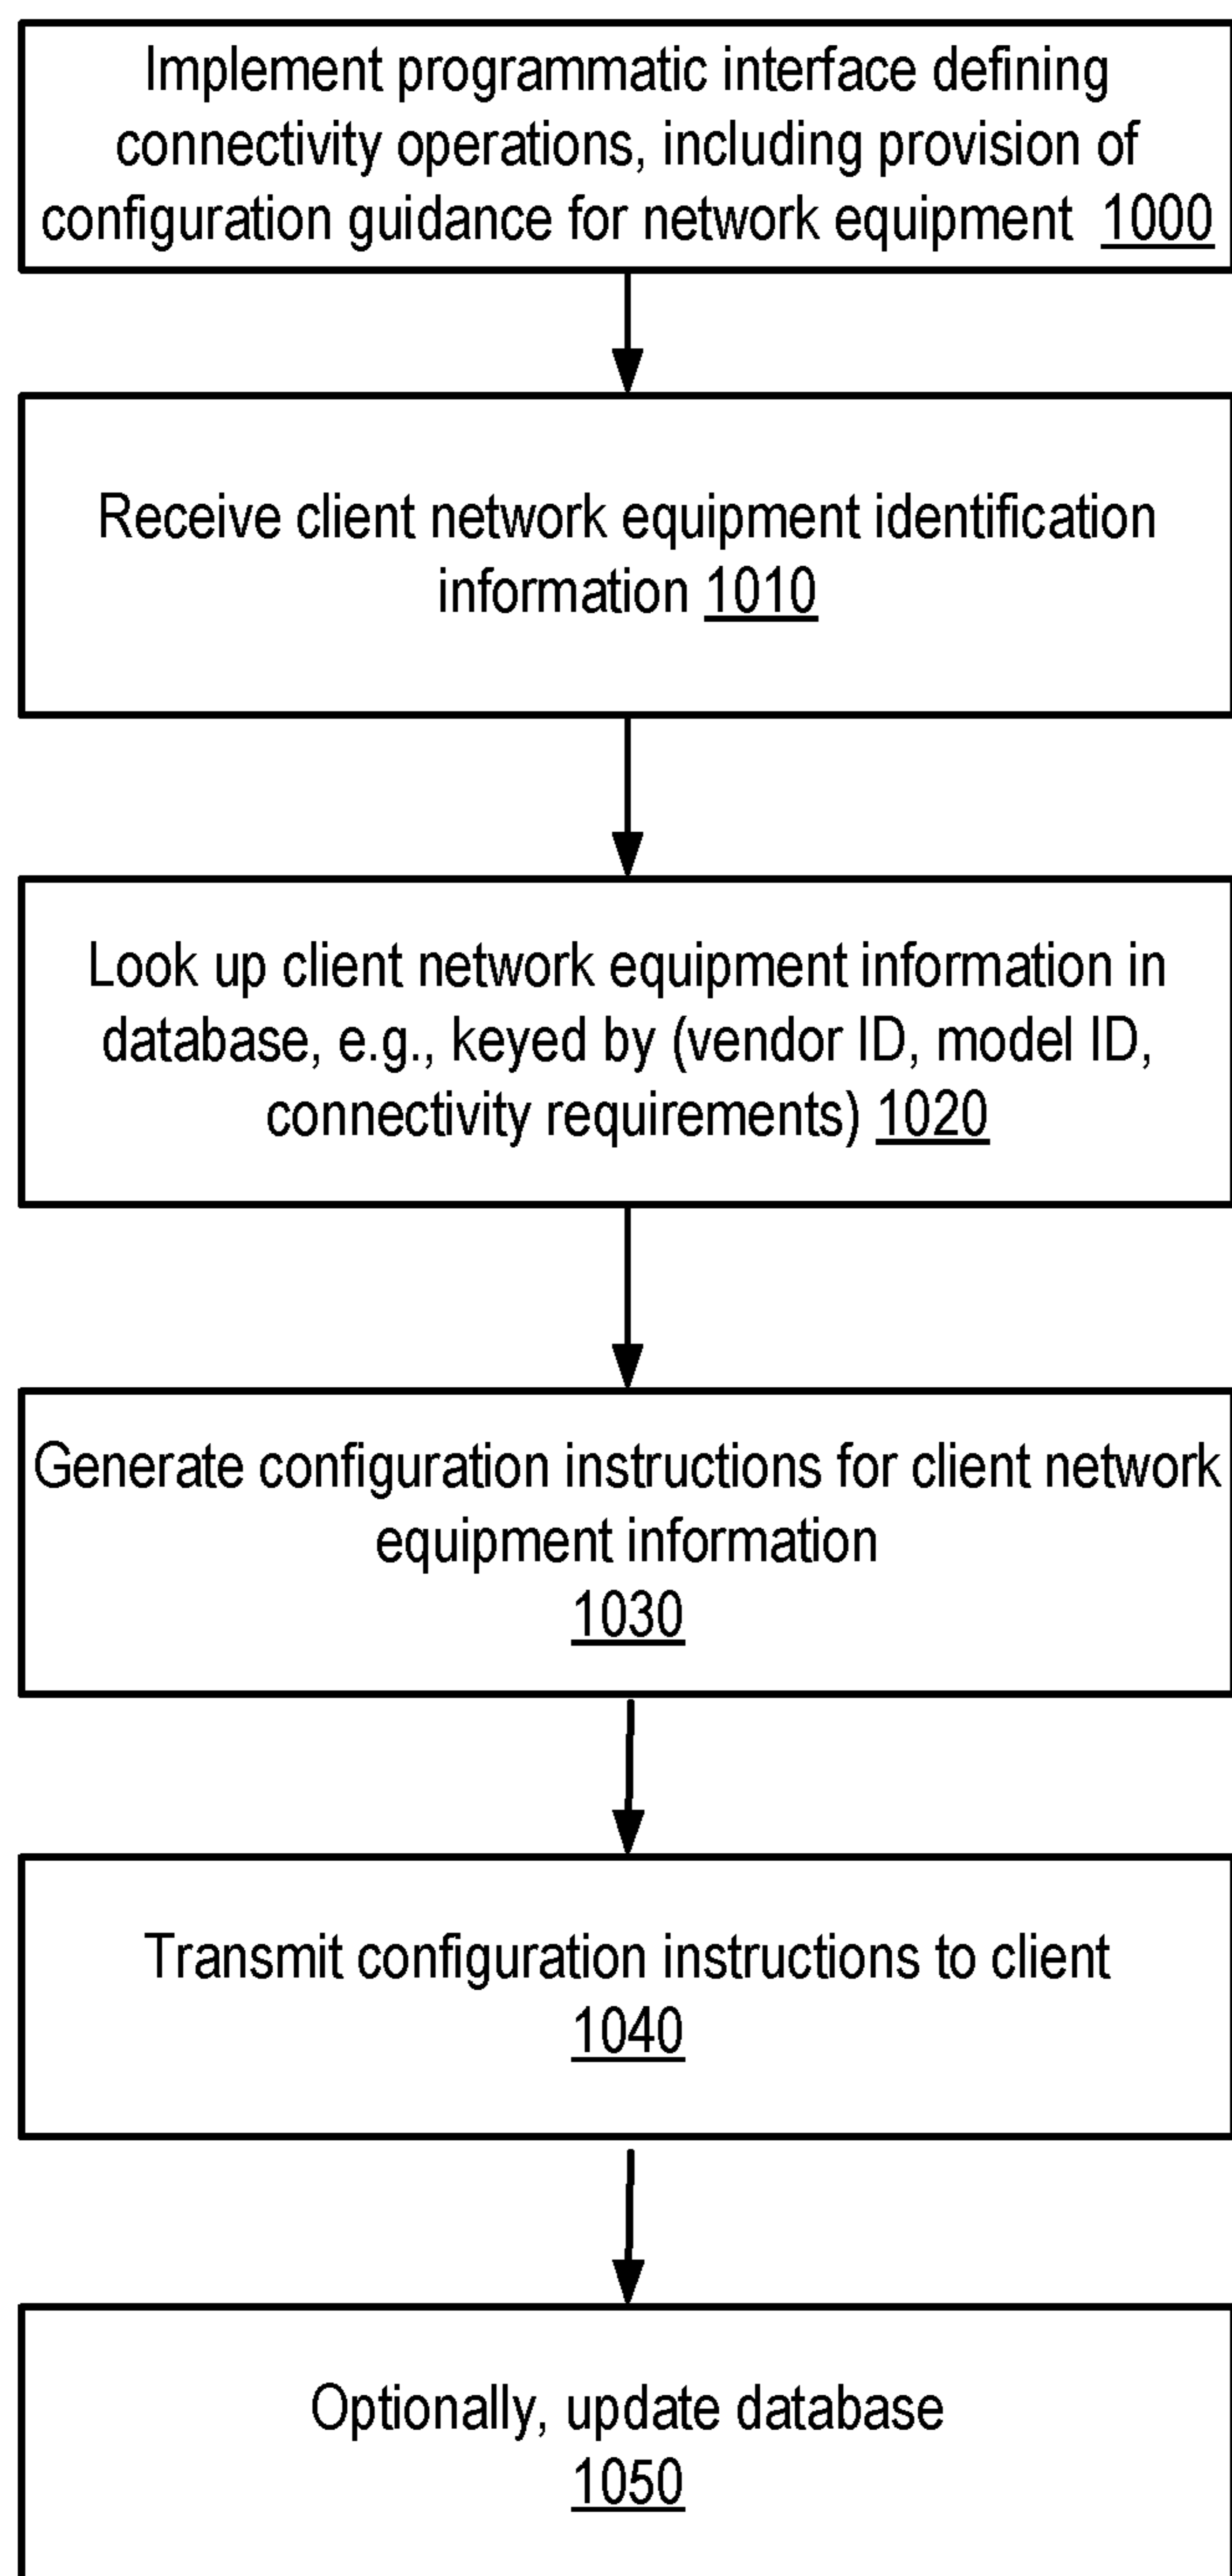 Implement programmatic interface defining
connectivity operations, including provision of
configuration guidance for network equipment 1000
Receive client network equipment identification
information 1010
Look up client network equipment information in
database, e.g., keyed by (vendor ID, model ID,
connectivity requirements) 1020
Generate configuration instructions for client network
equipment information
1030
Transmit configuration instructions to client
1040
Optionally, update database
1050